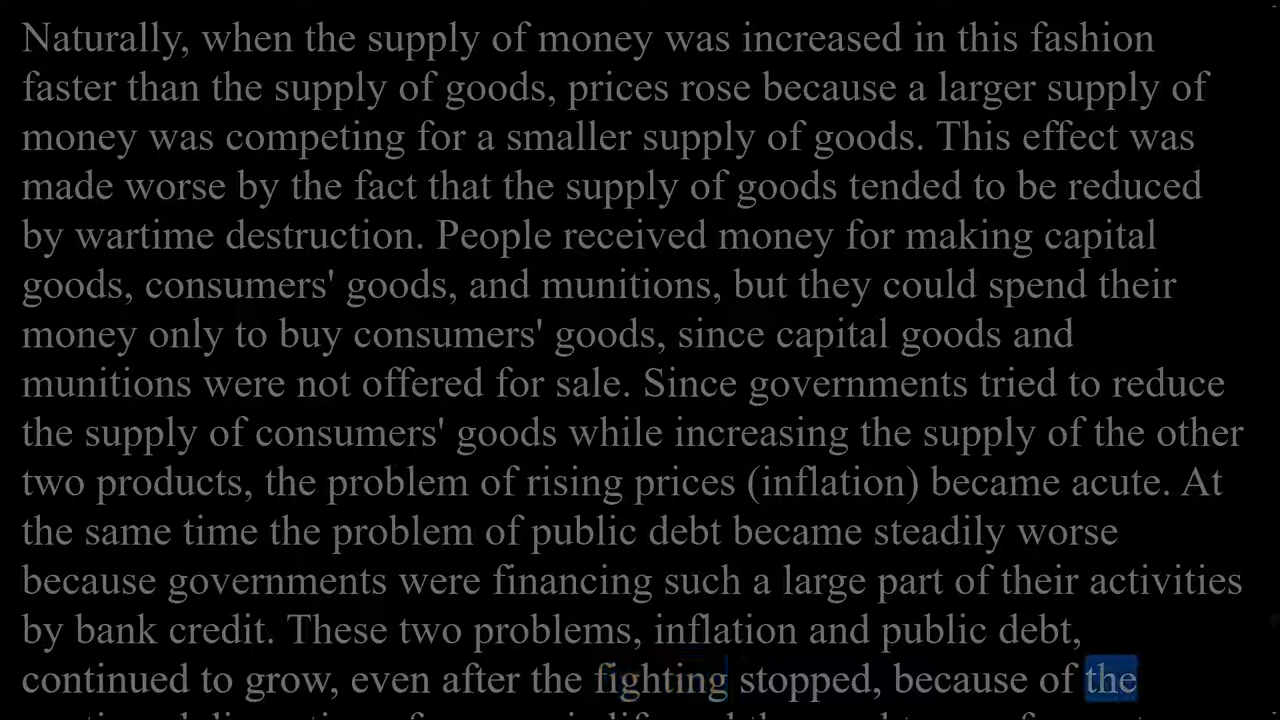 Naturally, when the supply of money was increased in this fashion
faster than the supply of goods, prices rose because a larger supply of
money was competing for a smaller supply of goods. This effect was
made worse by the fact that the supply of goods tended to be reduced
by wartime destruction. People received money for making capital
goods, consumers' goods, and munitions, but they could spend their
money only to buy consumers' goods, since capital goods and
munitions were not offered for sale. Since governments tried to reduce
the supply of consumers' goods while increasing the supply of the other
two products, the problem of rising prices (inflation) became acute. At
the same time the problem of public debt became steadily worse
because governments were financing such a large part of their activities
by bank credit. These two problems, inflation and public debt,
continued to grow, even after the fighting stopped, because of the